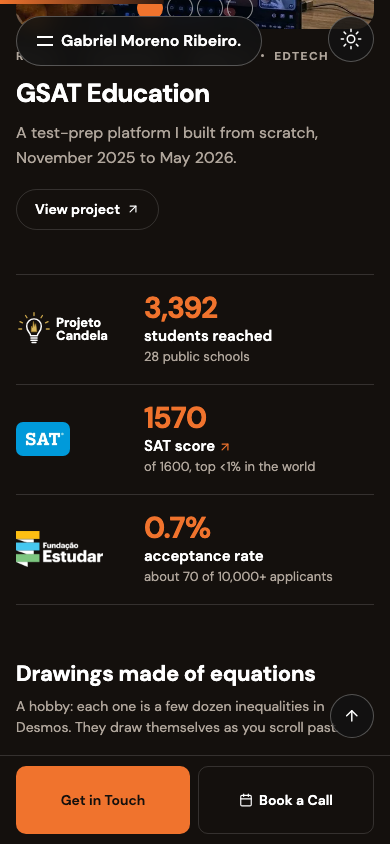 Gabriel Moreno Ribeiro.
• EDTECH
GSAT Education
A test-prep platform I built from scratch,
November 2025 to May 2026.
View project ↗
Projeto
Candela
3,392
students reached
28 public schools
SAT
1570
SAT score ↗
of 1600, top <1% in the world
Fundação
Estudar
0.7%
acceptance rate
about 70 of 10,000+ applicants
Drawings made of equations
A hobby: each one is a few dozen inequalities in
Desmos. They draw themselves as you scroll past.
Get in Touch
Book a Call